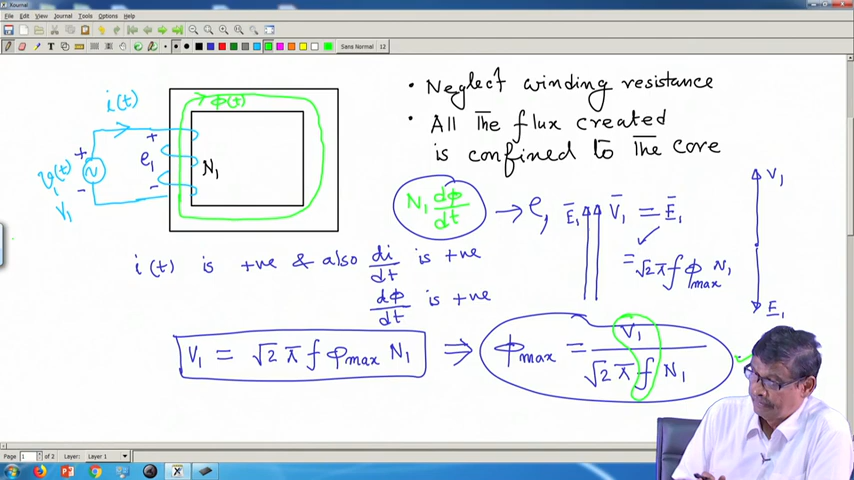 Xournal
File Edit View Journal Tools Options Help
Sans Normal 12
i(t)
ϕ(t)
• Neglect winding resistance
• All The flux created
is confined to The core
+
+
v₁(t)
e₁
N₁
-
-
V₁
N₁ dϕ/dt → e₁
E̅₁ V̅₁ = E̅₁
= √2 π f ϕmax N₁
V₁
E₁
i(t) is +ve & also di/dt is +ve
dϕ/dt is +ve
V₁ = √2 π f ϕmax N₁ ⇒ ϕmax = V₁ / √2 π f N₁
Page 1 of 2 Layer: Layer 1